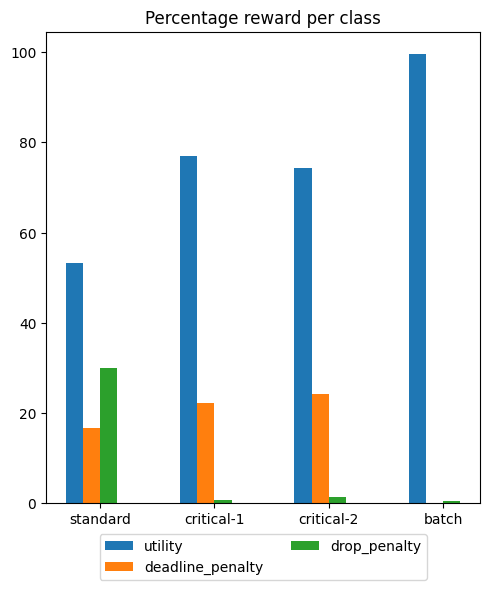 Percentage reward per class
100
80
60
40
20
0
standard critical-1 critical-2 batch
utility drop_penalty
deadline_penalty